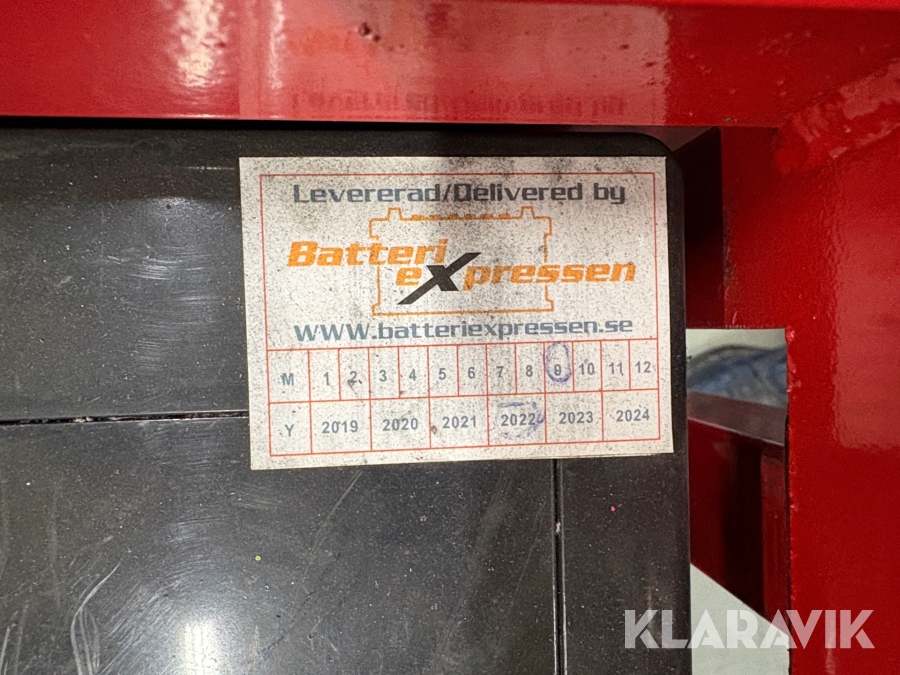 Levererad/Delivered by
Batteri
eXpressen
www.batteriexpressen.se
M 1 2 3 4 5 6 7 8 9 10 11 12
Y 2019 2020 2021 2022 2023 2024
KLARAVIK